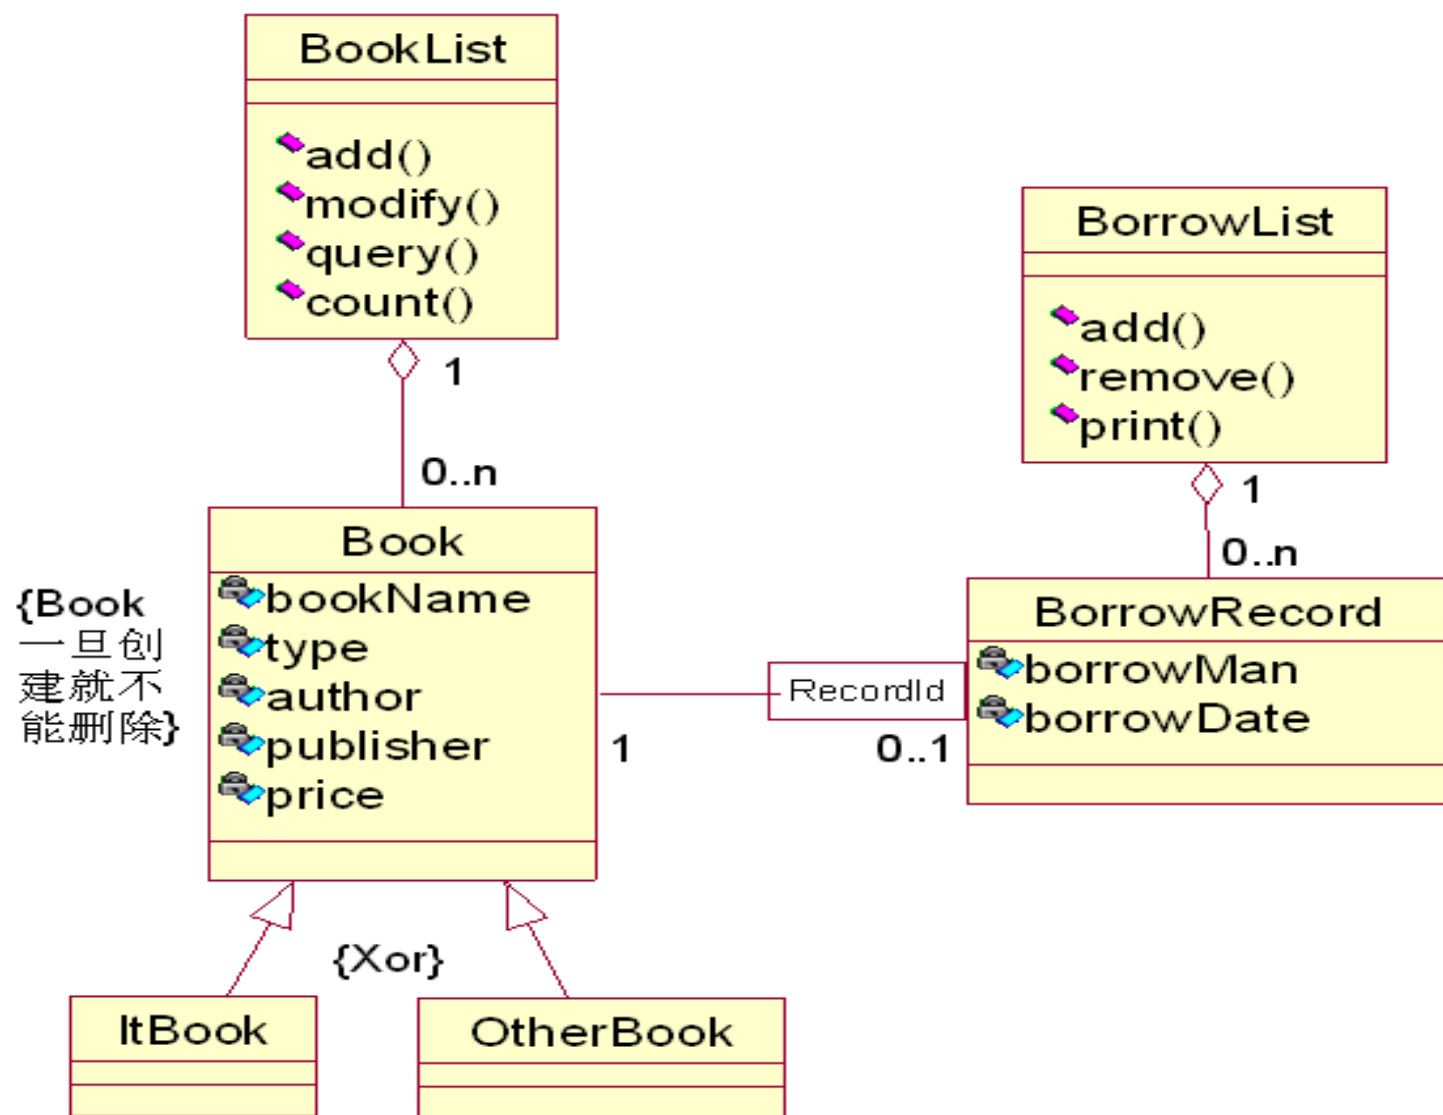 BookList
add()
modify()
query()
count()
1
0..n
BorrowList
add()
remove()
print()
1
0..n
{Book
一旦创
建就不
能删除}
Book
bookName
type
author
publisher
price
1
RecordId
0..1
BorrowRecord
borrowMan
borrowDate
{Xor}
ItBook
OtherBook